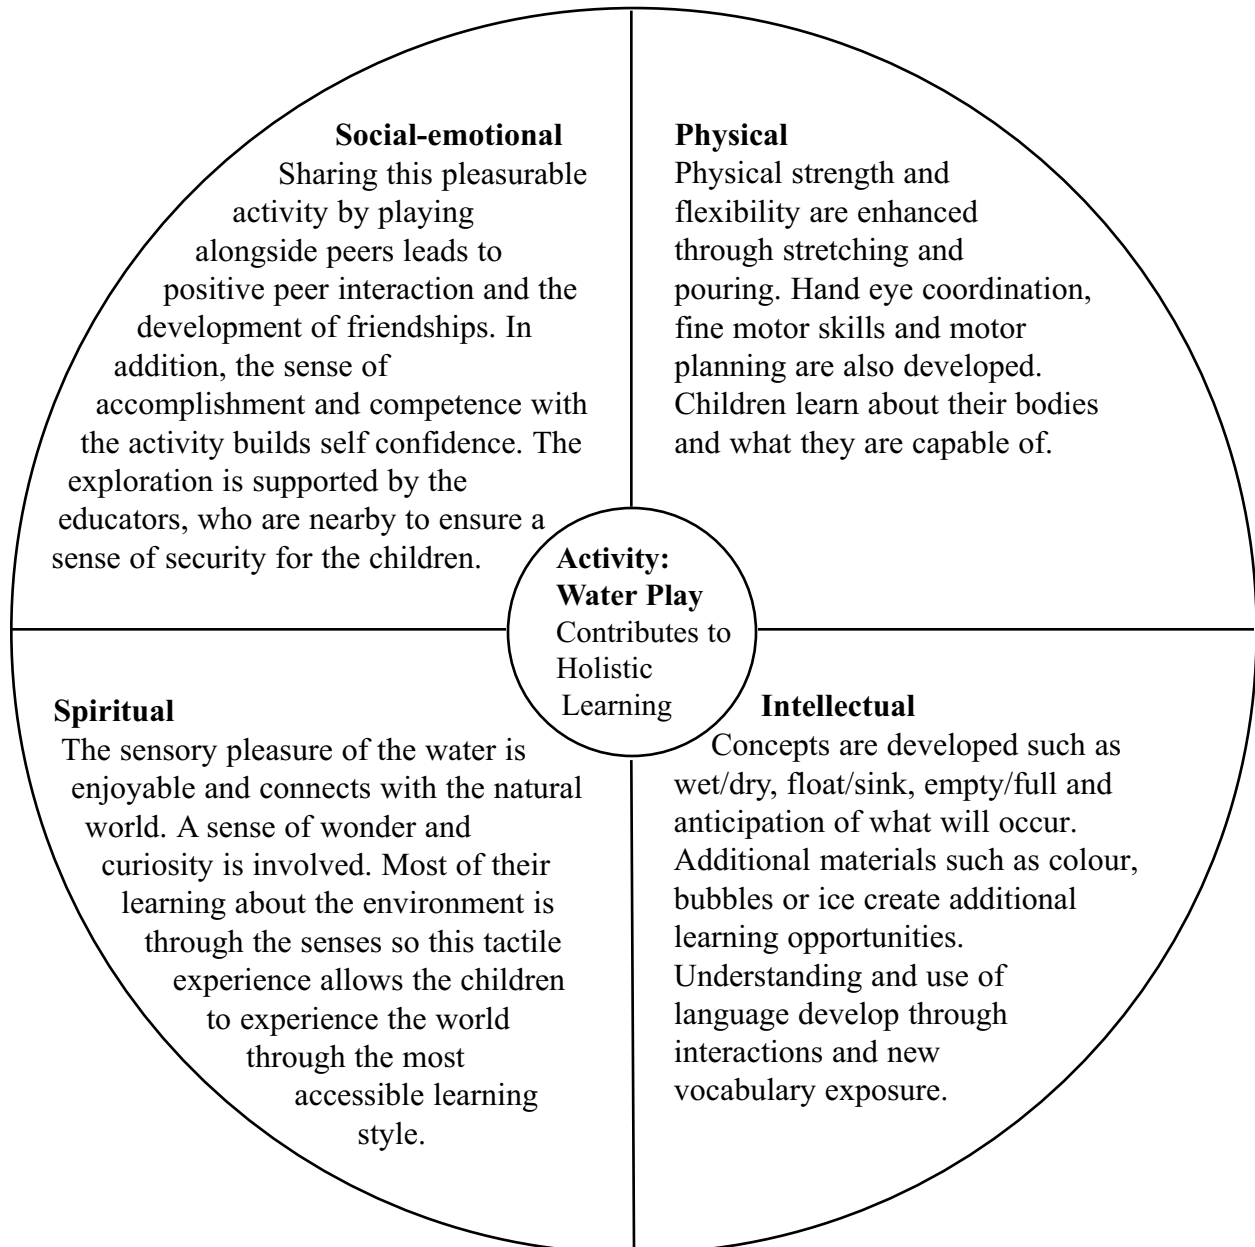 Social-emotional
Sharing this pleasurable
activity by playing
alongside peers leads to
positive peer interaction and the
development of friendships. In
addition, the sense of
accomplishment and competence with
the activity builds self confidence. The
exploration is supported by the
educators, who are nearby to ensure a
sense of security for the children.
Physical
Physical strength and
flexibility are enhanced
through stretching and
pouring. Hand eye coordination,
fine motor skills and motor
planning are also developed.
Children learn about their bodies
and what they are capable of.
Activity:
Water Play
Contributes to
Holistic
Learning
Spiritual
The sensory pleasure of the water is
enjoyable and connects with the natural
world. A sense of wonder and
curiosity is involved. Most of their
learning about the environment is
through the senses so this tactile
experience allows the children
to experience the world
through the most
accessible learning
style.
Intellectual
Concepts are developed such as
wet/dry, float/sink, empty/full and
anticipation of what will occur.
Additional materials such as colour,
bubbles or ice create additional
learning opportunities.
Understanding and use of
language develop through
interactions and new
vocabulary exposure.